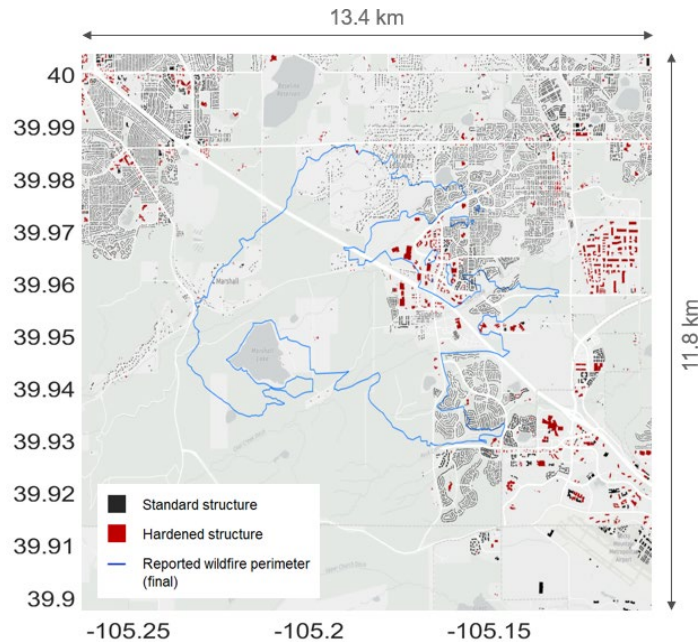 13.4 km
40
39.99
39.98
39.97
39.96
39.95
39.94
39.93
39.92
39.91
39.9
11.8 km
Marshall
Standard structure
Hardened structure
Reported wildfire perimeter
(final)
-105.25
-105.2
-105.15